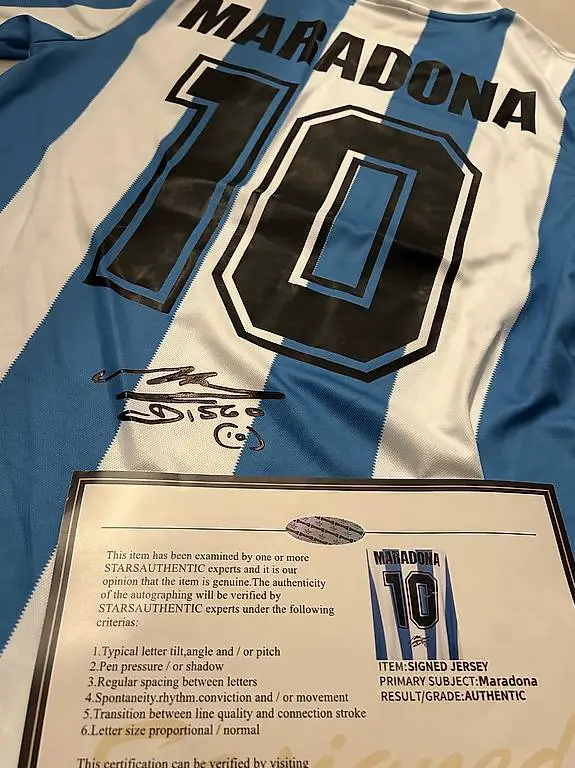 MARADONA
10
DIEGO
(10)
This item has been examined by one or more
STARSAUTHENTIC experts and it is our
opinion that the item is genuine.The authenticity
of the autographing will be verified by
STARSAUTHENTIC experts under the following
criterias:
1.Typical letter tilt,angle and / or pitch
2.Pen pressure / or shadow
3.Regular spacing between letters
4.Spontaneity.rhythm.conviction and / or movement
5.Transition between line quality and connection stroke
6.Letter size proportional / normal
This certification can be verified by visiting
MARADONA
10
ITEM:SIGNED JERSEY
PRIMARY SUBJECT:Maradona
RESULT/GRADE:AUTHENTIC